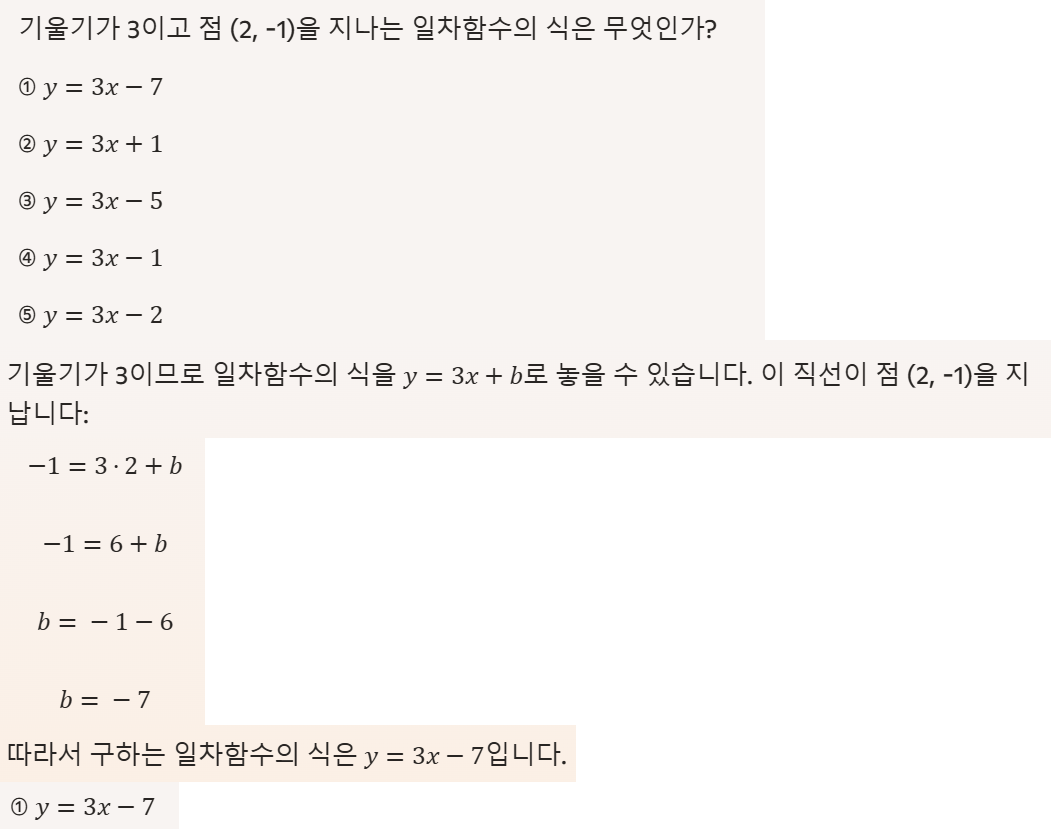 기울기가 3이고 점 (2, -1)을 지나는 일차함수의 식은 무엇인가?
① y = 3x − 7
② y = 3x + 1
③ y = 3x − 5
④ y = 3x − 1
⑤ y = 3x − 2
기울기가 3이므로 일차함수의 식을 y = 3x + b로 놓을 수 있습니다. 이 직선이 점 (2, -1)을 지
납니다:
−1 = 3 · 2 + b
−1 = 6 + b
b = − 1 − 6
b = − 7
따라서 구하는 일차함수의 식은 y = 3x − 7입니다.
① y = 3x − 7